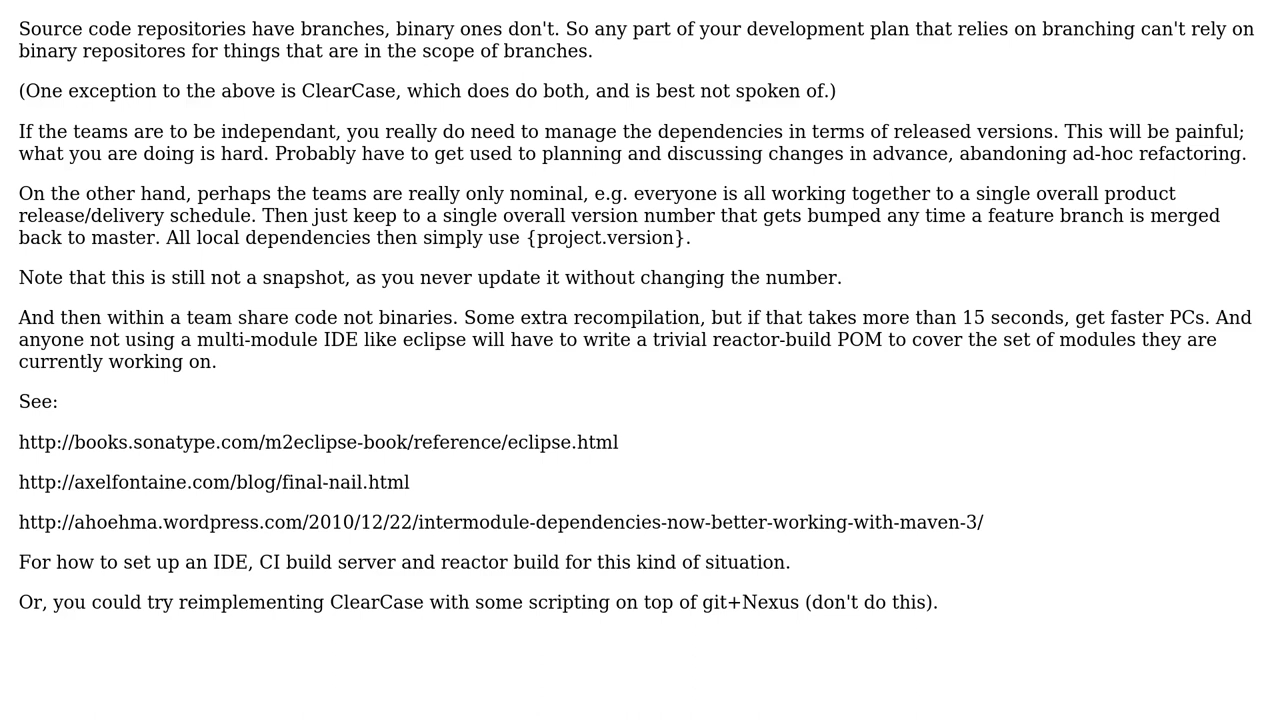 Source code repositories have branches, binary ones don't. So any part of your development plan that relies on branching can't rely on
binary repositores for things that are in the scope of branches.
(One exception to the above is ClearCase, which does do both, and is best not spoken of.)
If the teams are to be independant, you really do need to manage the dependencies in terms of released versions. This will be painful;
what you are doing is hard. Probably have to get used to planning and discussing changes in advance, abandoning ad-hoc refactoring.
On the other hand, perhaps the teams are really only nominal, e.g. everyone is all working together to a single overall product
release/delivery schedule. Then just keep to a single overall version number that gets bumped any time a feature branch is merged
back to master. All local dependencies then simply use {project.version}.
Note that this is still not a snapshot, as you never update it without changing the number.
And then within a team share code not binaries. Some extra recompilation, but if that takes more than 15 seconds, get faster PCs. And
anyone not using a multi-module IDE like eclipse will have to write a trivial reactor-build POM to cover the set of modules they are
currently working on.
See:
http://books.sonatype.com/m2eclipse-book/reference/eclipse.html
http://axelfontaine.com/blog/final-nail.html
http://ahoehma.wordpress.com/2010/12/22/intermodule-dependencies-now-better-working-with-maven-3/
For how to set up an IDE, CI build server and reactor build for this kind of situation.
Or, you could try reimplementing ClearCase with some scripting on top of git+Nexus (don't do this).